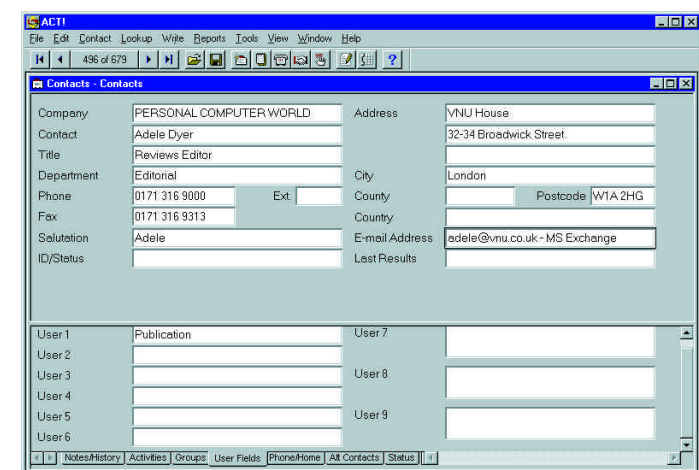 ACT!
File Edit Contact Lookup Write Reports Tools View Window Help
496 of 679
Contacts - Contacts
Company PERSONAL COMPUTER WORLD Address VNU House
Contact Adele Dyer 32-34 Broadwick Street
Title Reviews Editor
Department Editorial City London
Phone 0171 316 9000 Ext. County Postcode W1A 2HG
Fax 0171 316 9313 Country
Salutation Adele E-mail Address adele@vnu.co.uk - MS Exchange
ID/Status Last Results
User 1 Publication User 7
User 2
User 3 User 8
User 4
User 5 User 9
User 6
Notes/History Activities Groups User Fields Phone/Home Alt Contacts Status